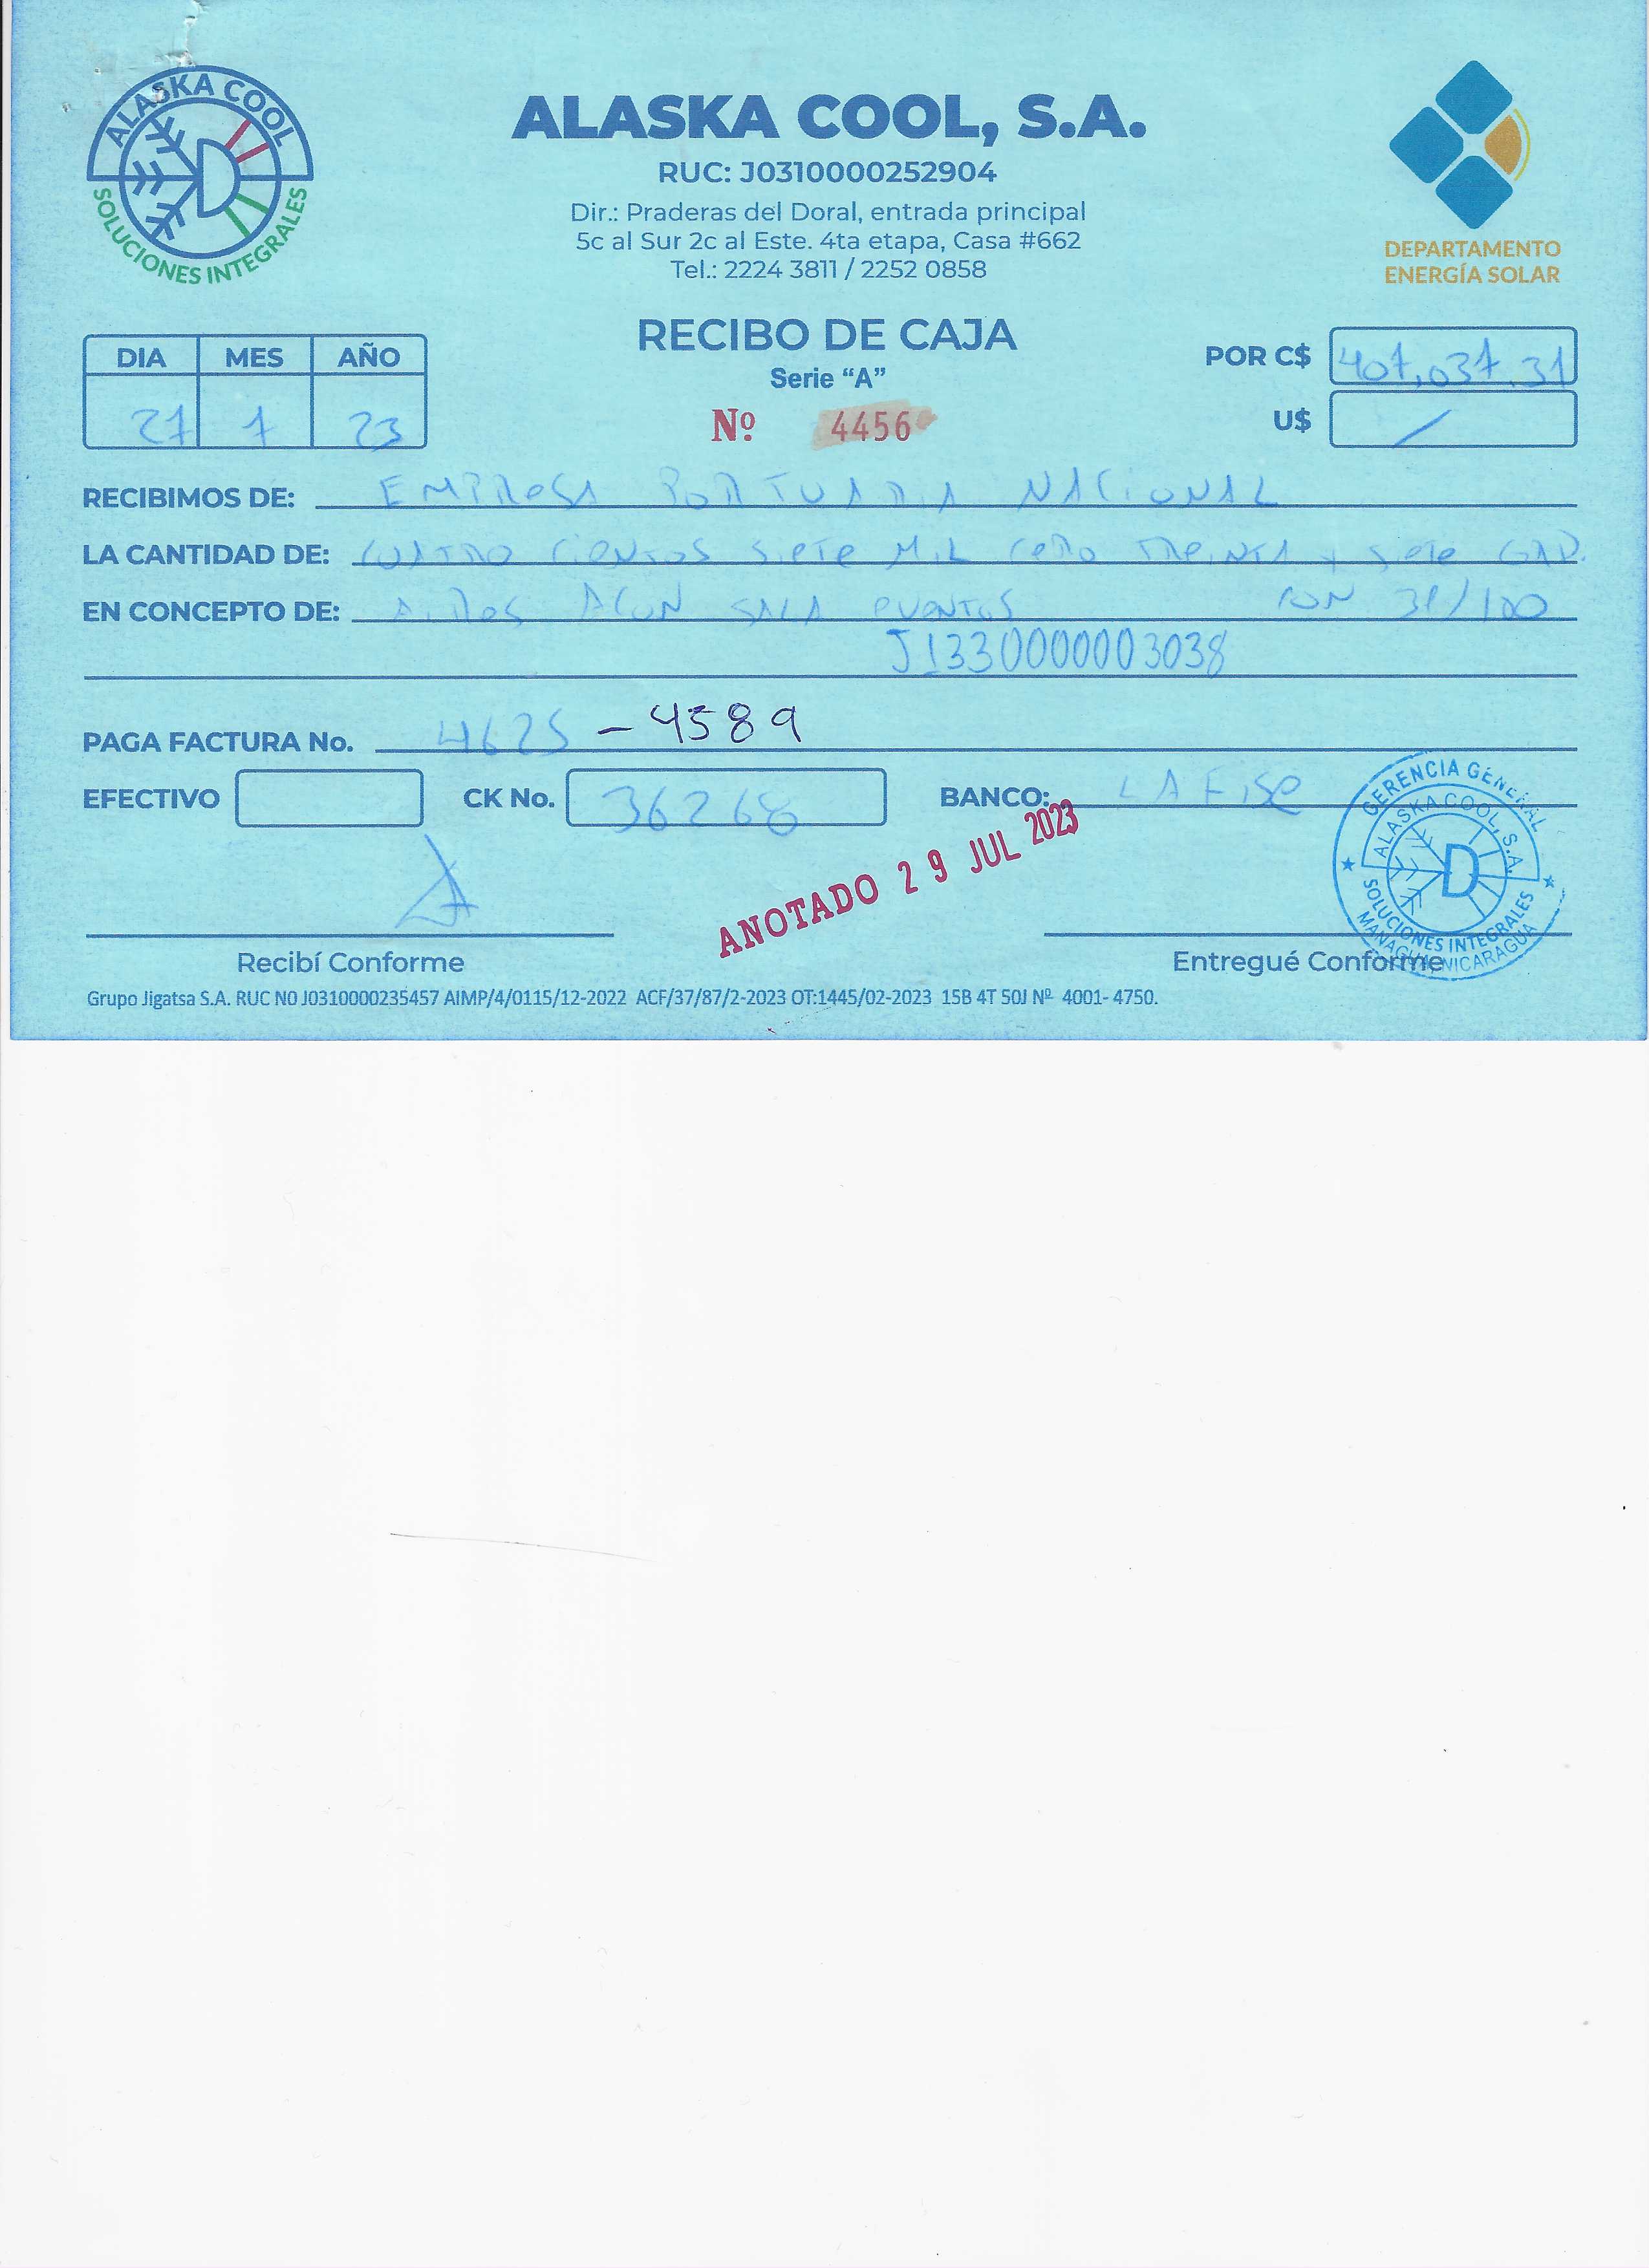 ALASKA COOL
SOLUCIONES INTEGRALES
ALASKA COOL, S.A.
RUC: J0310000252904
Dir.: Praderas del Doral, entrada principal
5c al Sur 2c al Este. 4ta etapa, Casa #662
Tel.: 2224 3811 / 2252 0858
DEPARTAMENTO
ENERGÍA SOLAR
RECIBO DE CAJA
Serie “A”
Nº 4456
DIA MES AÑO
27 7 23
POR C$ 407,037.31
U$
RECIBIMOS DE: EMPRESA PORTUARIA NACIONAL
LA CANTIDAD DE: CUATRO CIENTOS SIETE MIL CERO TREINTA Y SIETE
EN CONCEPTO DE: AIRES ACON SALA EVENTOS CON 31/100
J1330000003038
PAGA FACTURA No. 4625 - 4589
EFECTIVO CK No. 36268 BANCO: LAFISE
ANOTADO 29 JUL 2023
GERENCIA GENERAL
ALASKA COOL, S.A.
SOLUCIONES INTEGRALES
MANAGUA, NICARAGUA
Recibí Conforme Entregué Conforme
Grupo Jigatsa S.A. RUC N0 J0310000235457 AIMP/4/0115/12-2022 ACF/37/87/2-2023 OT:1445/02-2023 15B 4T 50J Nº 4001- 4750.